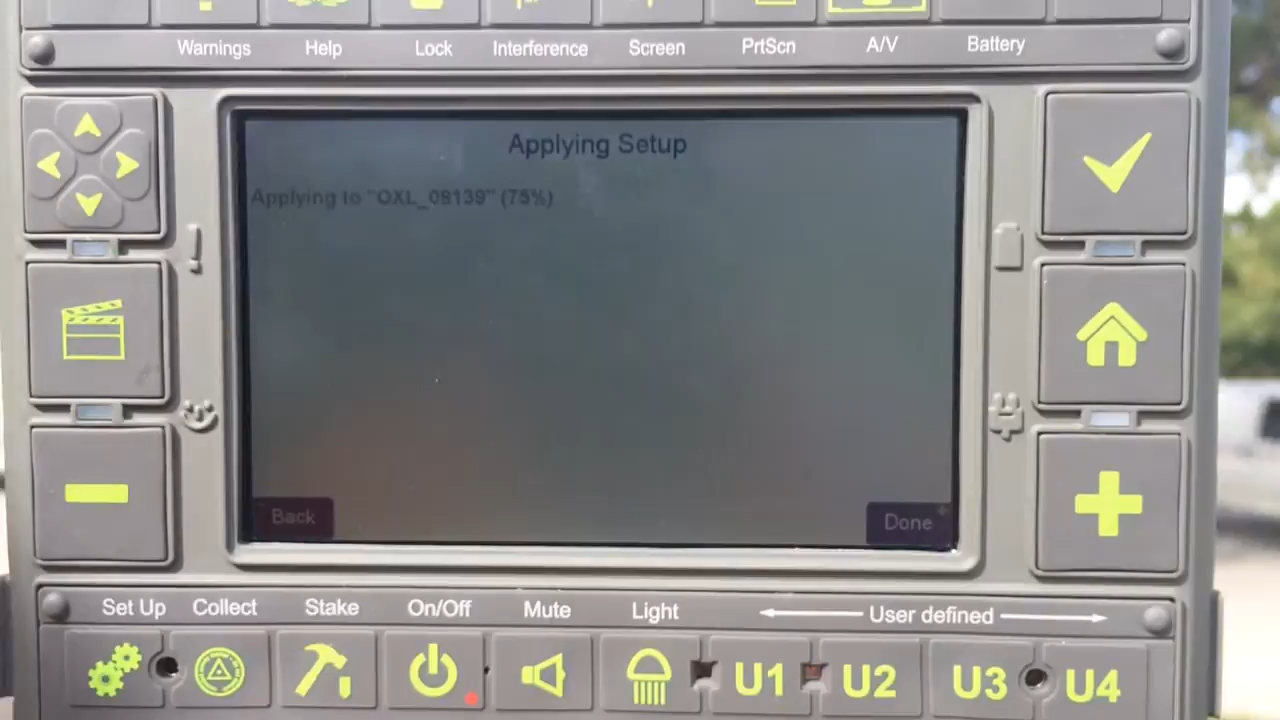 Warnings Help Lock Interference Screen PrtScn A/V Battery
Applying Setup
Applying to "OXL_09139" (75%)
Back Done
Set Up Collect Stake On/Off Mute Light User defined
U1 U2 U3 U4